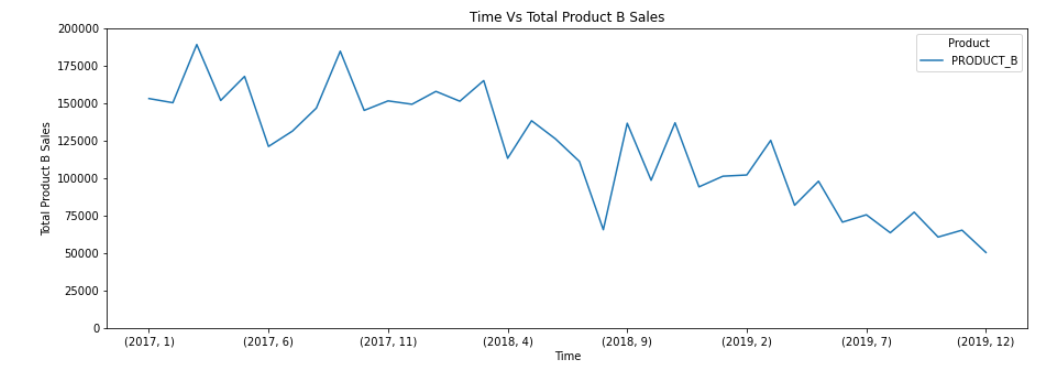 Time Vs Total Product B Sales
Product
PRODUCT_B
Total Product B Sales
200000
175000
150000
125000
100000
75000
50000
25000
0
(2017, 1) (2017, 6) (2017, 11) (2018, 4) (2018, 9) (2019, 2) (2019, 7) (2019, 12)
Time